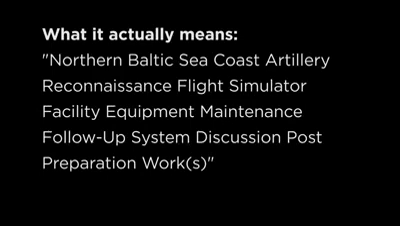 What it actually means:
"Northern Baltic Sea Coast Artillery
Reconnaissance Flight Simulator
Facility Equipment Maintenance
Follow-Up System Discussion Post
Preparation Work(s)"